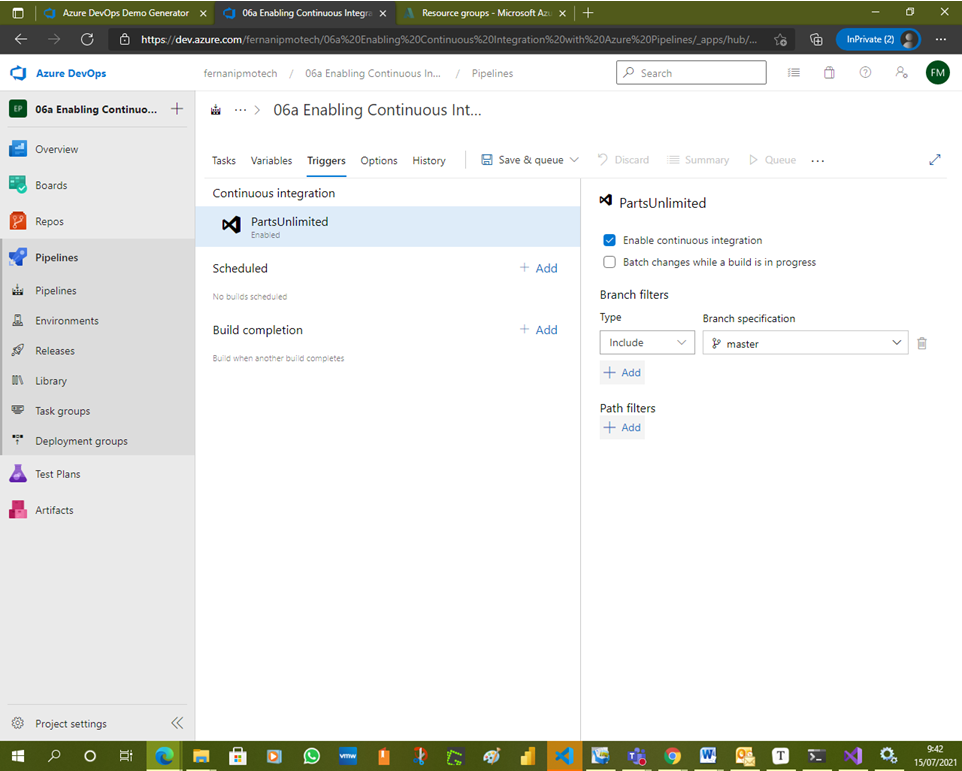 Azure DevOps Demo Generator
06a Enabling Continuous Integra
Resource groups - Microsoft Azu
https://dev.azure.com/fernanipmotech/06a%20Enabling%20Continuous%20Integration%20with%20Azure%20Pipelines/_apps/hub/...
InPrivate (2)
Azure DevOps
fernanipmotech / 06a Enabling Continuous In... / Pipelines
Search
FM
EP 06a Enabling Continuo...
06a Enabling Continuous Int...
Overview
Boards
Repos
Pipelines
Pipelines
Environments
Releases
Library
Task groups
Deployment groups
Test Plans
Artifacts
Project settings
Tasks Variables Triggers Options History Save & queue Discard Summary Queue ...
Continuous integration
PartsUnlimited
Enabled
Scheduled
+ Add
No builds scheduled
Build completion
+ Add
Build when another build completes
PartsUnlimited
Enable continuous integration
Batch changes while a build is in progress
Branch filters
Type Branch specification
Include master
+ Add
Path filters
+ Add
vmw
9:42
15/07/2021